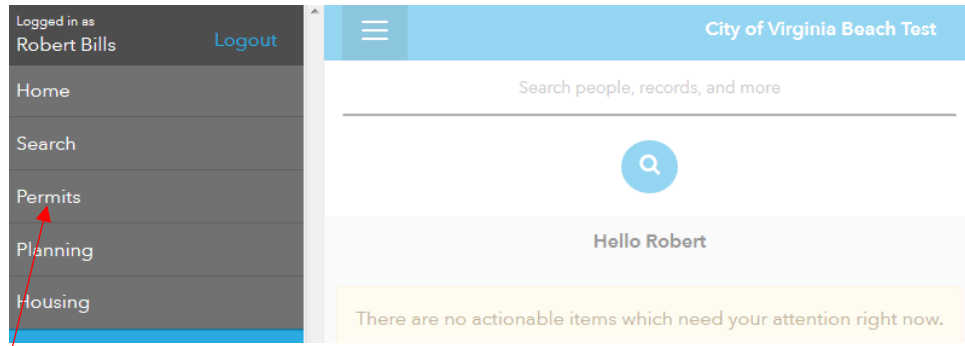 Logged in as
Robert Bills
Logout
Home
Search
Permits
Planning
Housing
City of Virginia Beach Test
Search people, records, and more
Hello Robert
There are no actionable items which need your attention right now.